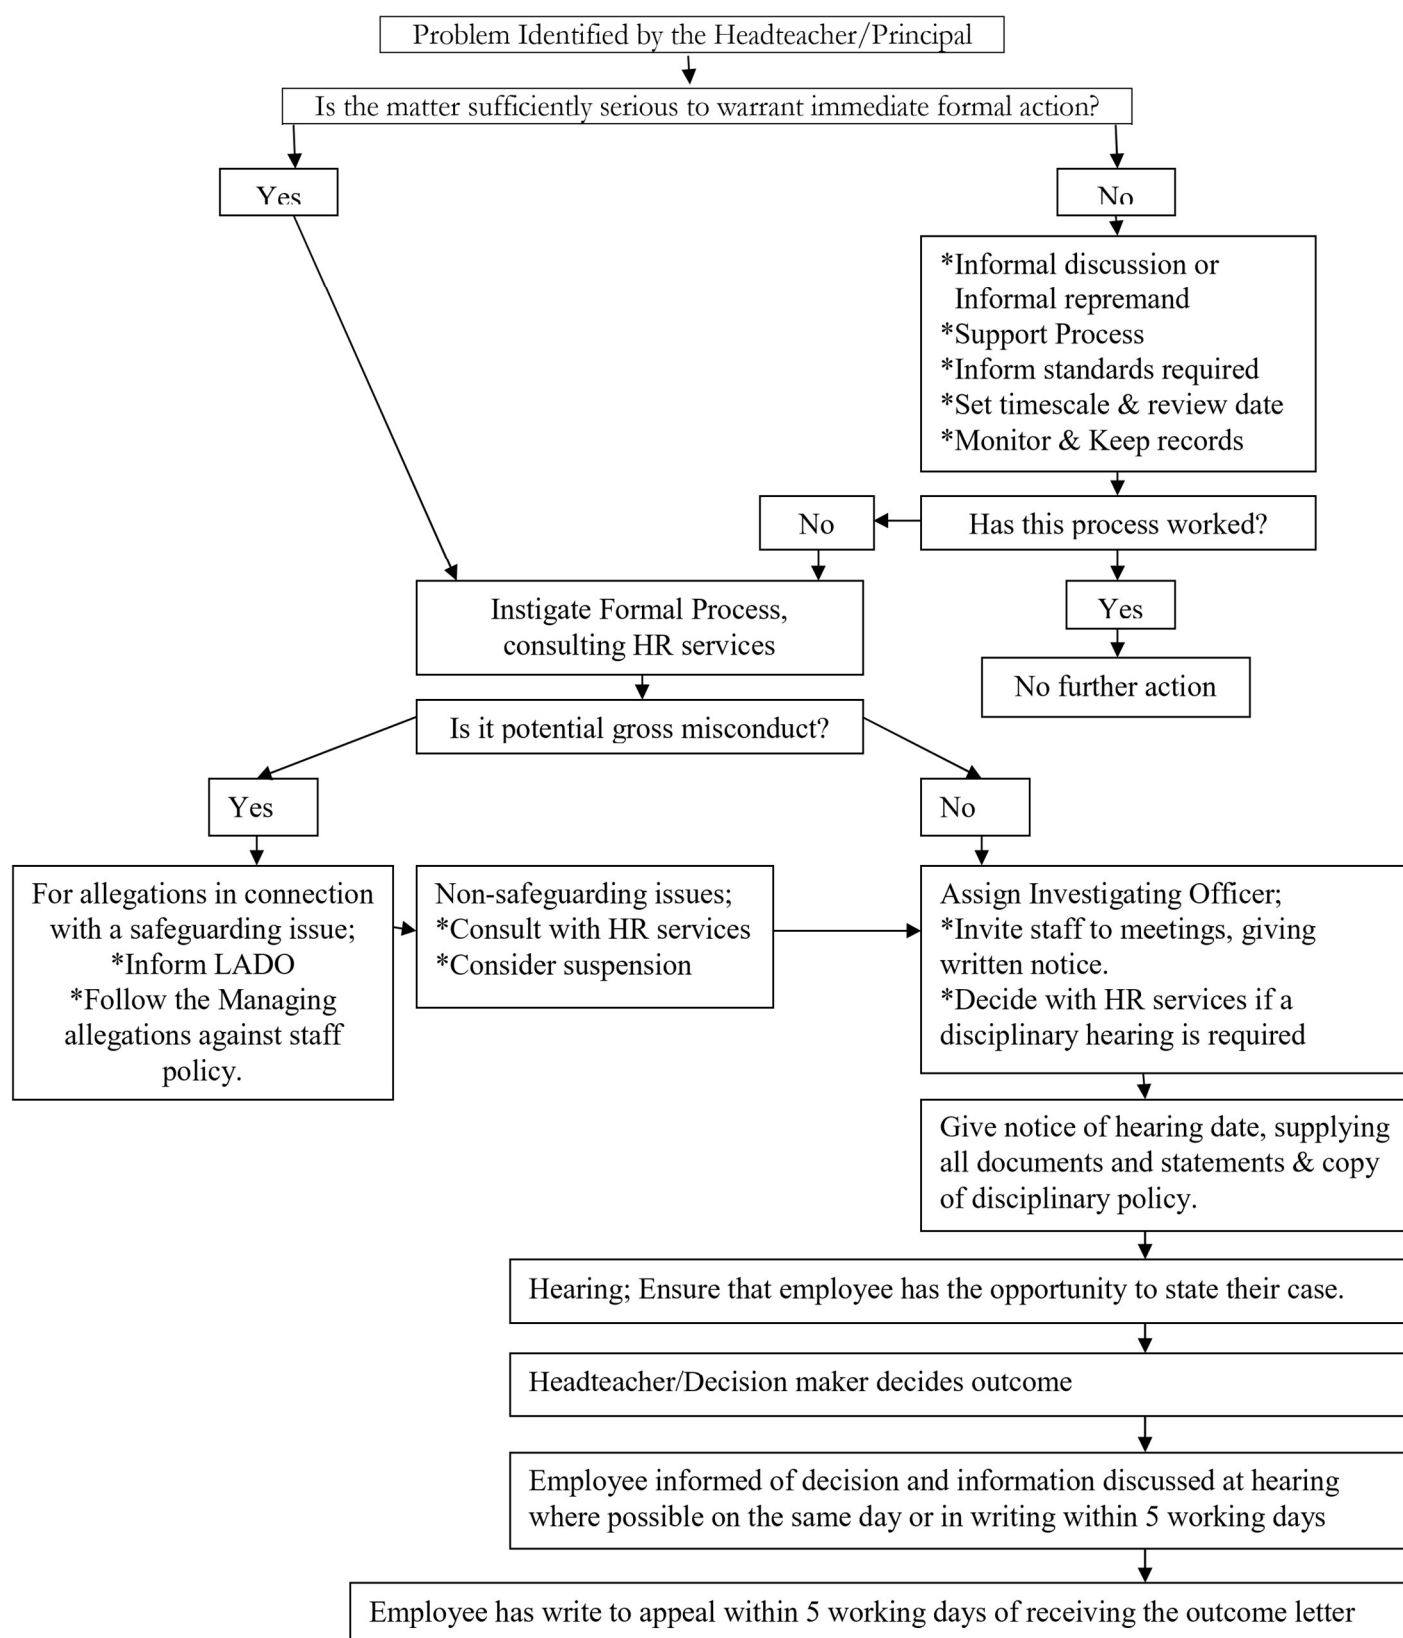 Problem Identified by the Headteacher/Principal
Is the matter sufficiently serious to warrant immediate formal action?
Yes
No
*Informal discussion or
Informal repremand
*Support Process
*Inform standards required
*Set timescale & review date
*Monitor & Keep records
No
Has this process worked?
Yes
No further action
Instigate Formal Process,
consulting HR services
Is it potential gross misconduct?
Yes
No
For allegations in connection
with a safeguarding issue;
*Inform LADO
*Follow the Managing
allegations against staff
policy.
Non-safeguarding issues;
*Consult with HR services
*Consider suspension
Assign Investigating Officer;
*Invite staff to meetings, giving
written notice.
*Decide with HR services if a
disciplinary hearing is required
Give notice of hearing date, supplying
all documents and statements & copy
of disciplinary policy.
Hearing; Ensure that employee has the opportunity to state their case.
Headteacher/Decision maker decides outcome
Employee informed of decision and information discussed at hearing
where possible on the same day or in writing within 5 working days
Employee has write to appeal within 5 working days of receiving the outcome letter